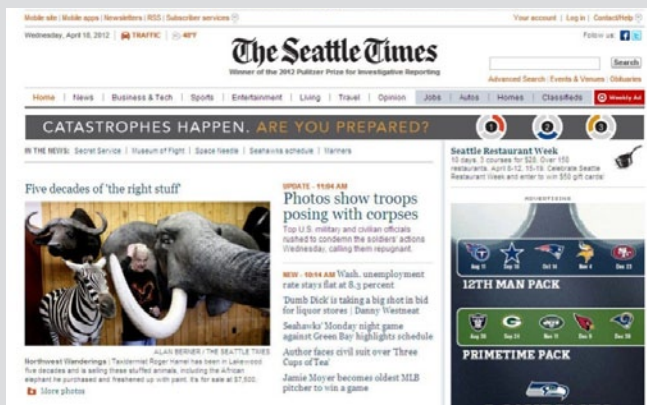 Mobile site | Mobile apps | Newsletters | RSS | Subscriber services
Your account | Log in | Contact/Help
Wednesday, April 18, 2012 | TRAFFIC | 40°F
Follow us:
The Seattle Times
Winner of the 2012 Pulitzer Prize for Investigative Reporting
Search
Advanced Search | Events & Venues | Obituaries
Home | News | Business & Tech | Sports | Entertainment | Living | Travel | Opinion | Jobs | Autos | Homes | Classifieds | Weekly Ad
CATASTROPHES HAPPEN. ARE YOU PREPARED? 1 2 3
IN THE NEWS: Secret Service | Museum of Flight | Space Needle | Seahawks schedule | Mariners
Seattle Restaurant Week
10 days. 3 courses for $28. Over 150
restaurants. April 8-12, 15-19. Celebrate Seattle
Restaurant Week and enter to win $50 gift cards!
Five decades of 'the right stuff'
ALAN BERNER / THE SEATTLE TIMES
Northwest Wanderings | Taxidermist Roger Hamel has been in Lakewood
five decades and is selling these stuffed animals, including the African
elephant he purchased and freshened up with paint. It's for sale at $7,500.
More photos
UPDATE - 11:04 AM
Photos show troops
posing with corpses
Top U.S. military and civilian officials
rushed to condemn the soldiers' actions
Wednesday, calling them repugnant.
NEW - 10:14 AM Wash. unemployment
rate stays flat at 8.3 percent
'Dumb Dick' is taking a big shot in bid
for liquor stores | Danny Westneat
Seahawks' Monday night game
against Green Bay highlights schedule
Author faces civil suit over 'Three
Cups of Tea'
Jamie Moyer becomes oldest MLB
pitcher to win a game
ADVERTISING
12TH MAN PACK
PRIMETIME PACK